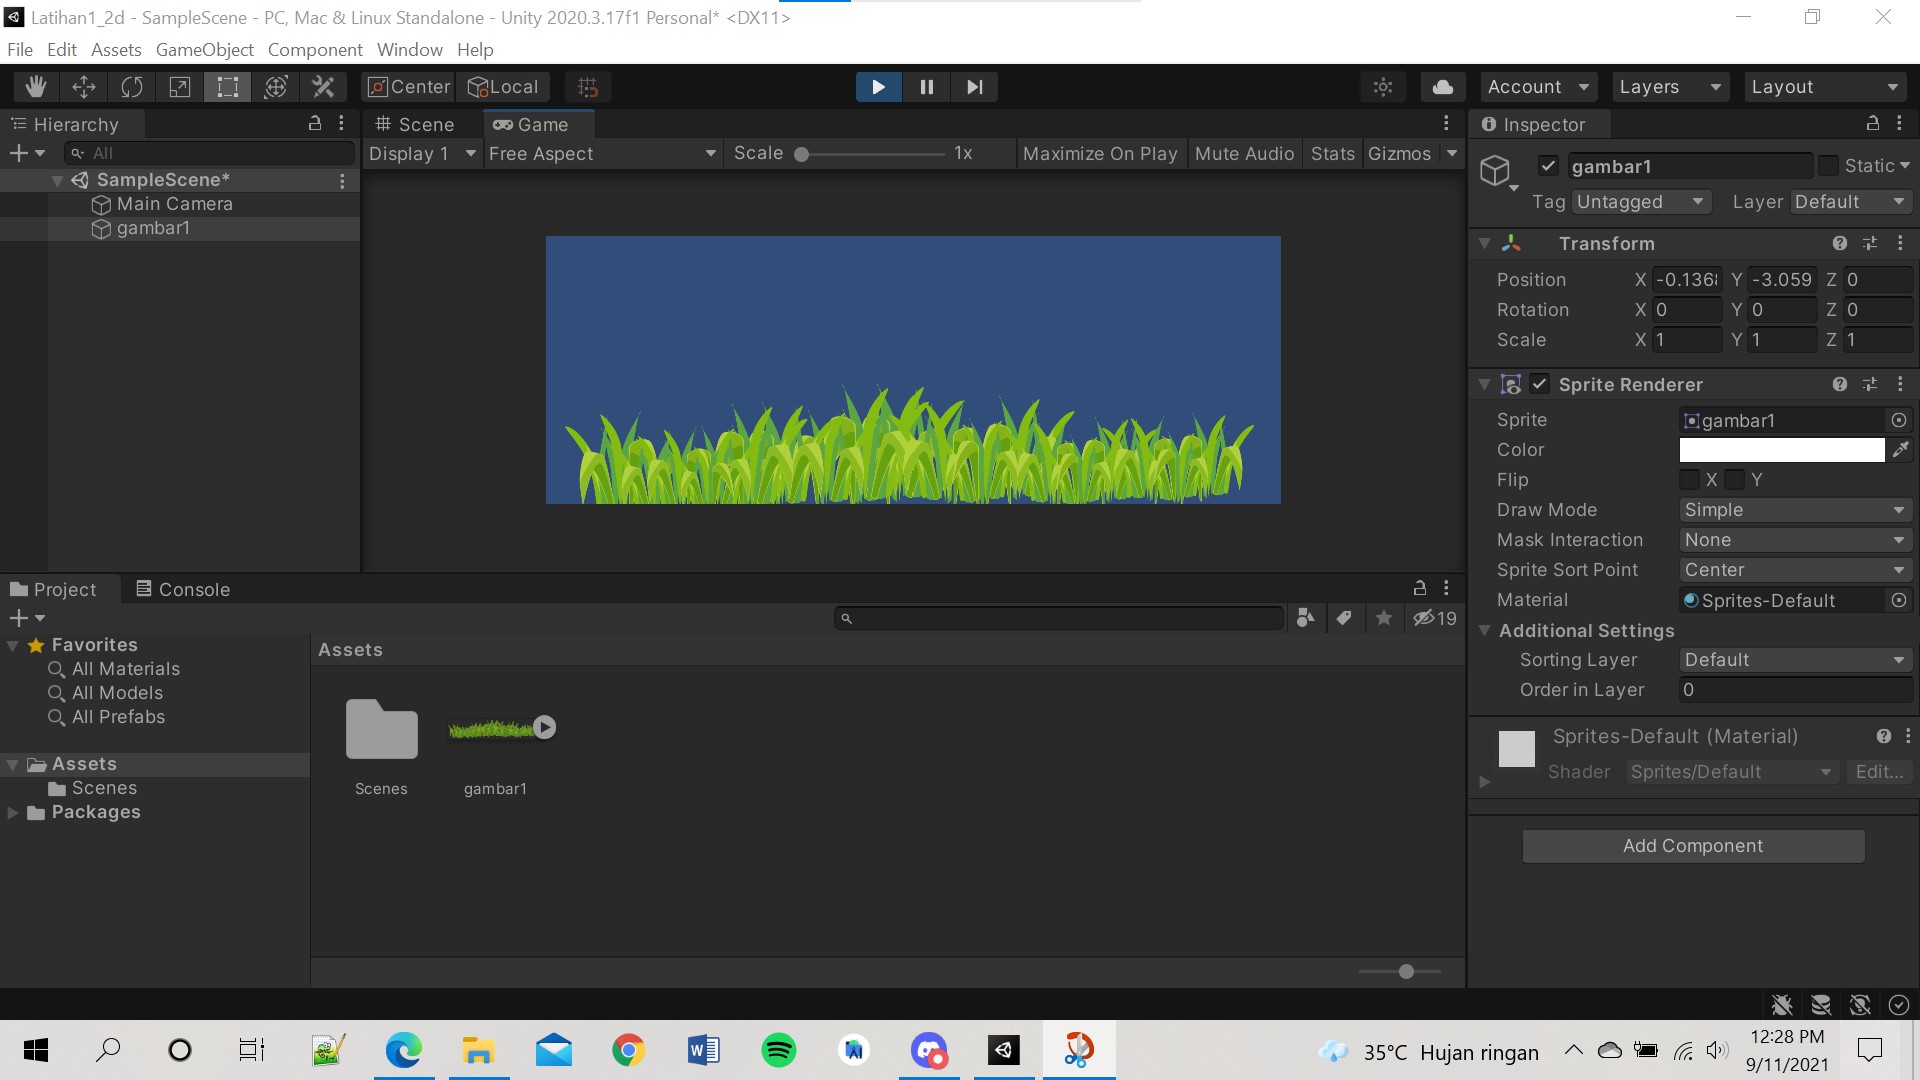 Latihan1_2d - SampleScene - PC, Mac & Linux Standalone - Unity 2020.3.17f1 Personal* <DX11>
File Edit Assets GameObject Component Window Help
Center Local Account Layers Layout
Hierarchy
All
SampleScene*
Main Camera
gambar1
Scene Game
Display 1 Free Aspect Scale 1x Maximize On Play Mute Audio Stats Gizmos
Inspector
gambar1 Static
Tag Untagged Layer Default
Transform
Position X -0.136 Y -3.059 Z 0
Rotation X 0 Y 0 Z 0
Scale X 1 Y 1 Z 1
Sprite Renderer
Sprite gambar1
Color
Flip X Y
Draw Mode Simple
Mask Interaction None
Sprite Sort Point Center
Material Sprites-Default
Additional Settings
Sorting Layer Default
Order in Layer 0
Sprites-Default (Material)
Shader Sprites/Default Edit...
Add Component
Project Console
19
Favorites
All Materials
All Models
All Prefabs
Assets
Scenes
Packages
Assets
Scenes gambar1
35°C Hujan ringan
12:28 PM
9/11/2021